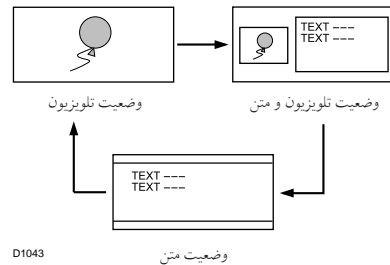 TEXT ---
TEXT ---
وضعیت تلویزیون
وضعیت تلویزیون و متن
TEXT ---
TEXT ---
D1043
وضعیت متن